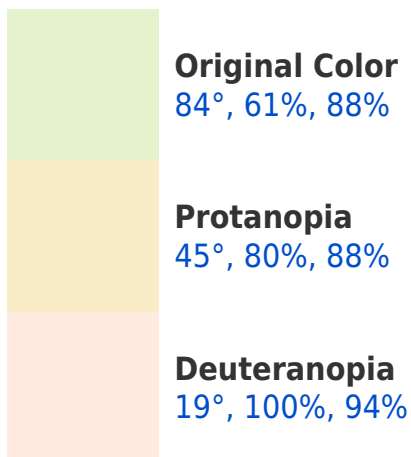 Original Color
84°, 61%, 88%
Protanopia
45°, 80%, 88%
Deuteranopia
19°, 100%, 94%